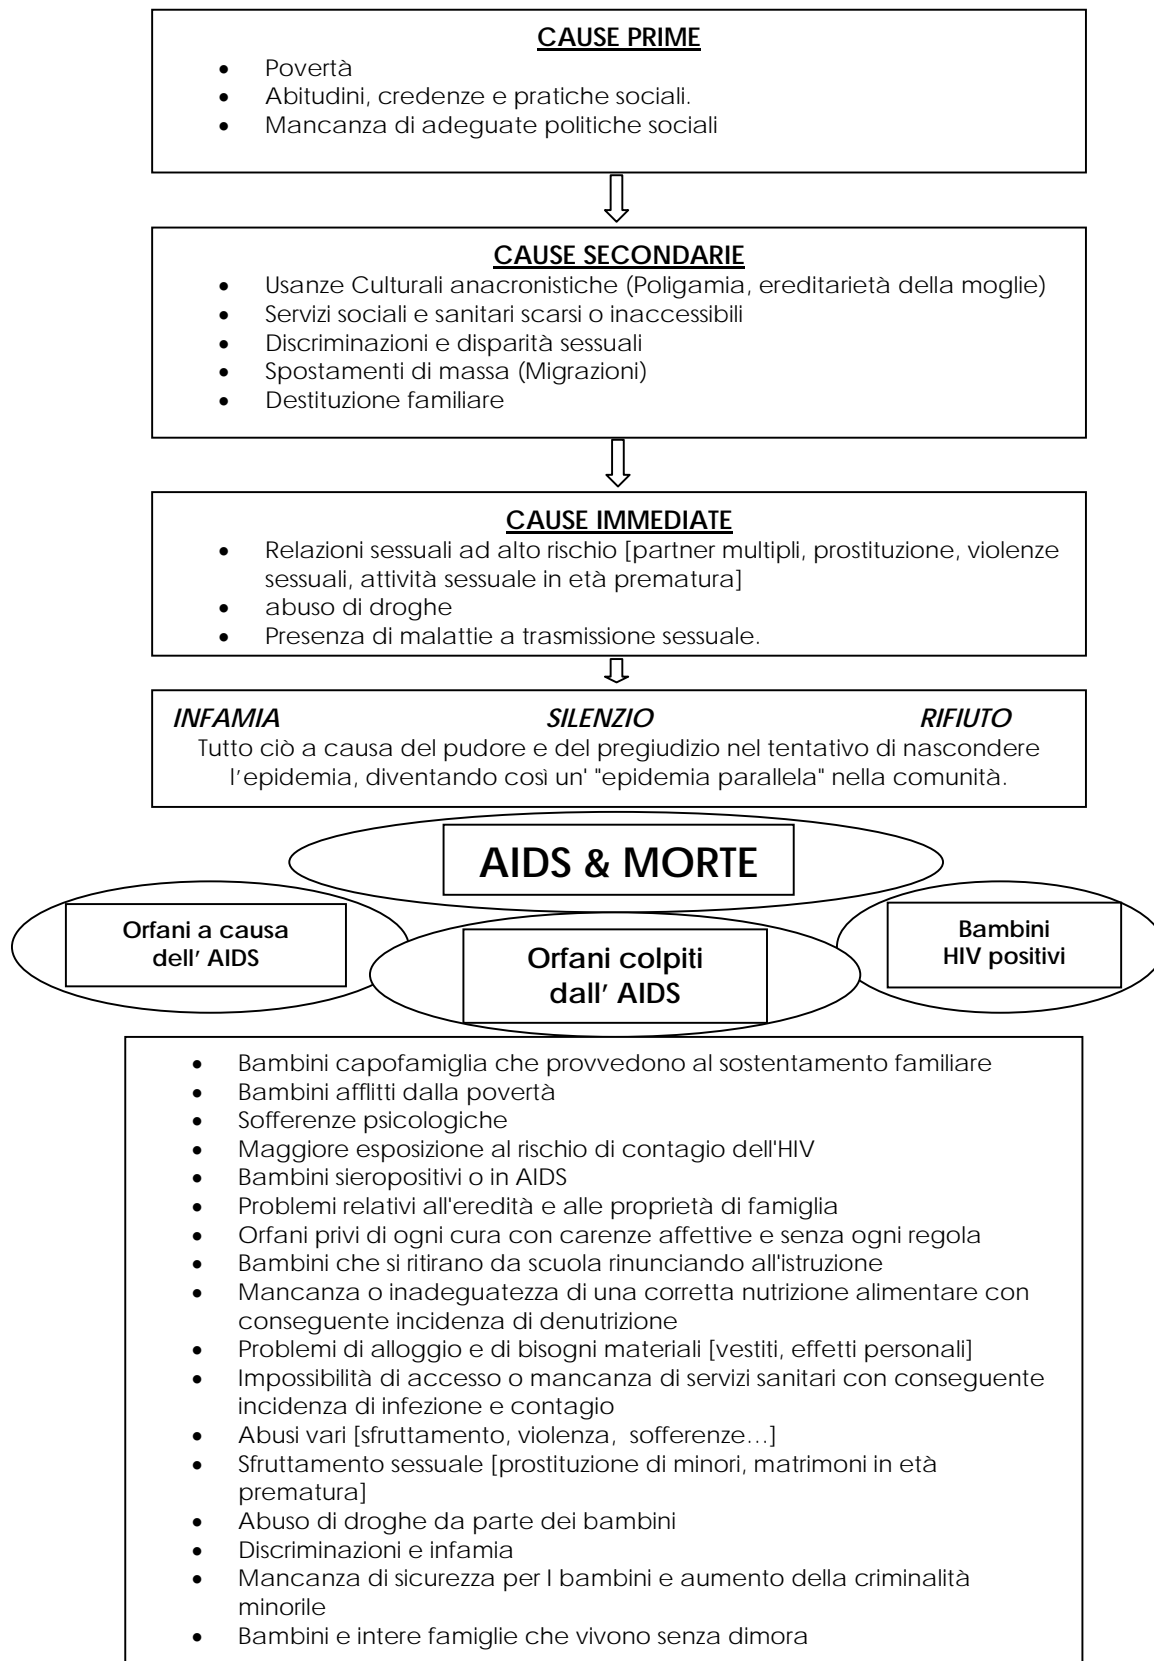 CAUSE PRIME
• Povertà
• Abitudini, credenze e pratiche sociali.
• Mancanza di adeguate politiche sociali
CAUSE SECONDARIE
• Usanze Culturali anacronistiche (Poligamia, ereditarietà della moglie)
• Servizi sociali e sanitari scarsi o inaccessibili
• Discriminazioni e disparità sessuali
• Spostamenti di massa (Migrazioni)
• Destituzione familiare
CAUSE IMMEDIATE
• Relazioni sessuali ad alto rischio [partner multipli, prostituzione, violenze
sessuali, attività sessuale in età prematura]
• abuso di droghe
• Presenza di malattie a trasmissione sessuale.
INFAMIA SILENZIO RIFIUTO
Tutto ciò a causa del pudore e del pregiudizio nel tentativo di nascondere
l'epidemia, diventando così un' "epidemia parallela" nella comunità.
AIDS & MORTE
Orfani a causa
dell' AIDS
Orfani colpiti
dall' AIDS
Bambini
HIV positivi
• Bambini capofamiglia che provvedono al sostentamento familiare
• Bambini afflitti dalla povertà
• Sofferenze psicologiche
• Maggiore esposizione al rischio di contagio dell'HIV
• Bambini sieropositivi o in AIDS
• Problemi relativi all'eredità e alle proprietà di famiglia
• Orfani privi di ogni cura con carenze affettive e senza ogni regola
• Bambini che si ritirano da scuola rinunciando all'istruzione
• Mancanza o inadeguatezza di una corretta nutrizione alimentare con
conseguente incidenza di denutrizione
• Problemi di alloggio e di bisogni materiali [vestiti, effetti personali]
• Impossibilità di accesso o mancanza di servizi sanitari con conseguente
incidenza di infezione e contagio
• Abusi vari [sfruttamento, violenza, sofferenze…]
• Sfruttamento sessuale [prostituzione di minori, matrimoni in età
prematura]
• Abuso di droghe da parte dei bambini
• Discriminazioni e infamia
• Mancanza di sicurezza per I bambini e aumento della criminalità
minorile
• Bambini e intere famiglie che vivono senza dimora